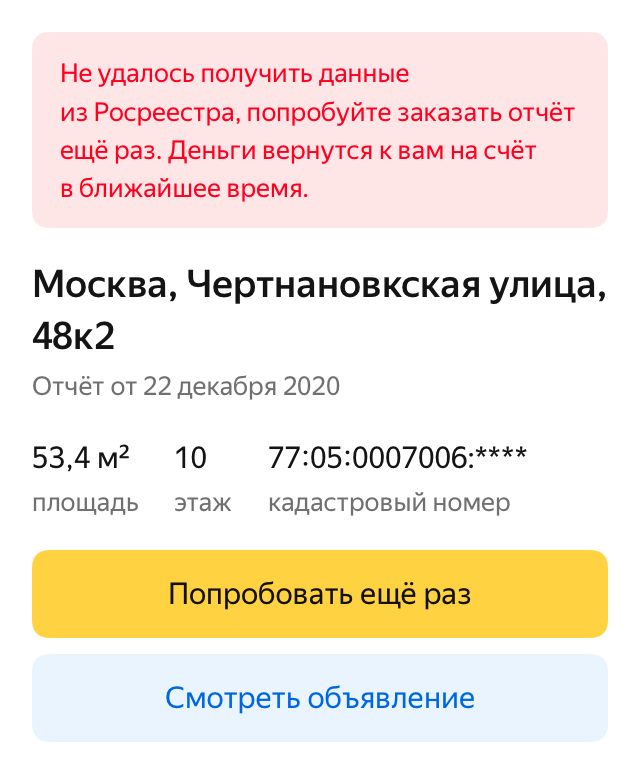 Не удалось получить данные
из Росреестра, попробуйте заказать отчёт
ещё раз. Деньги вернутся к вам на счёт
в ближайшее время.
Москва, Чертнановкская улица,
48к2
Отчёт от 22 декабря 2020
53,4 м² 10 77:05:0007006:****
площадь этаж кадастровый номер
Попробовать ещё раз
Смотреть объявление